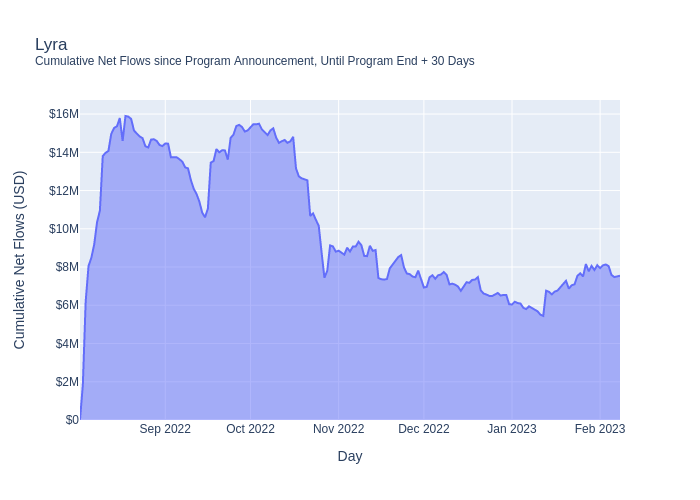 Lyra
Cumulative Net Flows since Program Announcement, Until Program End + 30 Days
Cumulative Net Flows (USD)
$16M
$14M
$12M
$10M
$8M
$6M
$4M
$2M
$0
Sep 2022 Oct 2022 Nov 2022 Dec 2022 Jan 2023 Feb 2023
Day